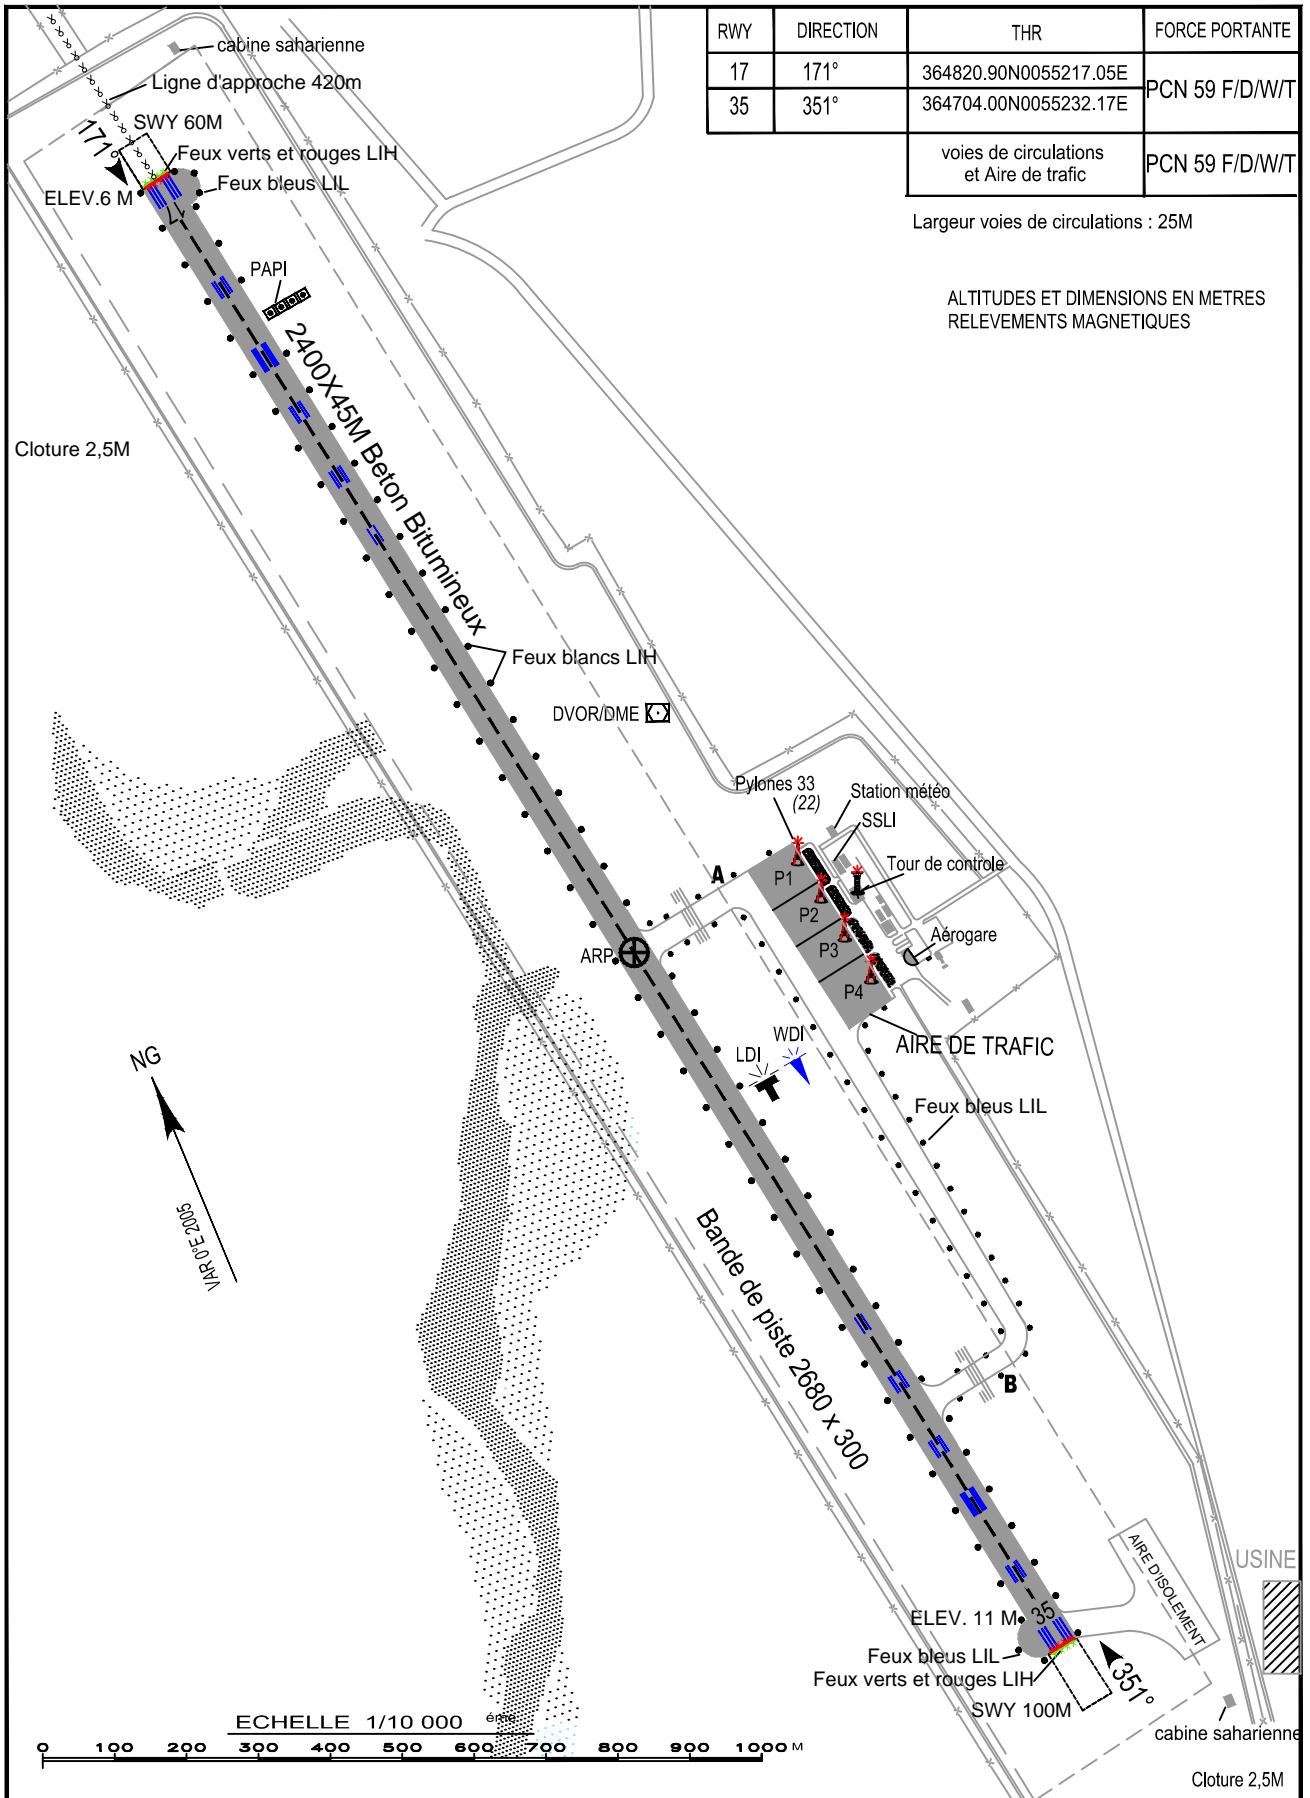 RWY DIRECTION THR FORCE PORTANTE
17 171° 364820.90N0055217.05E PCN 59 F/D/W/T
35 351° 364704.00N0055232.17E
voies de circulations
et Aire de trafic
PCN 59 F/D/W/T
Largeur voies de circulations : 25M
ALTITUDES ET DIMENSIONS EN METRES
RELEVEMENTS MAGNETIQUES
cabine saharienne
Ligne d'approche 420m
SWY 60M
171°
Feux verts et rouges LIH
Feux bleus LIL
ELEV.6 M
17
PAPI
2400X45M Beton Bitumineux
Cloture 2,5M
Feux blancs LIH
DVOR/DME
Pylones 33
(22)
Station météo
SSLI
Tour de controle
A
P1
P2
P3
P4
Aérogare
ARP
AIRE DE TRAFIC
WDI
LDI
NG
VAR 0°E 2005
Feux bleus LIL
Bande de piste 2680 x 300
B
AIRE D'ISOLEMENT
USINE
ELEV. 11 M
35
Feux bleus LIL
Feux verts et rouges LIH
351°
SWY 100M
cabine saharienne
Cloture 2,5M
ECHELLE 1/10 000 éme
0 100 200 300 400 500 600 700 800 900 1000 M